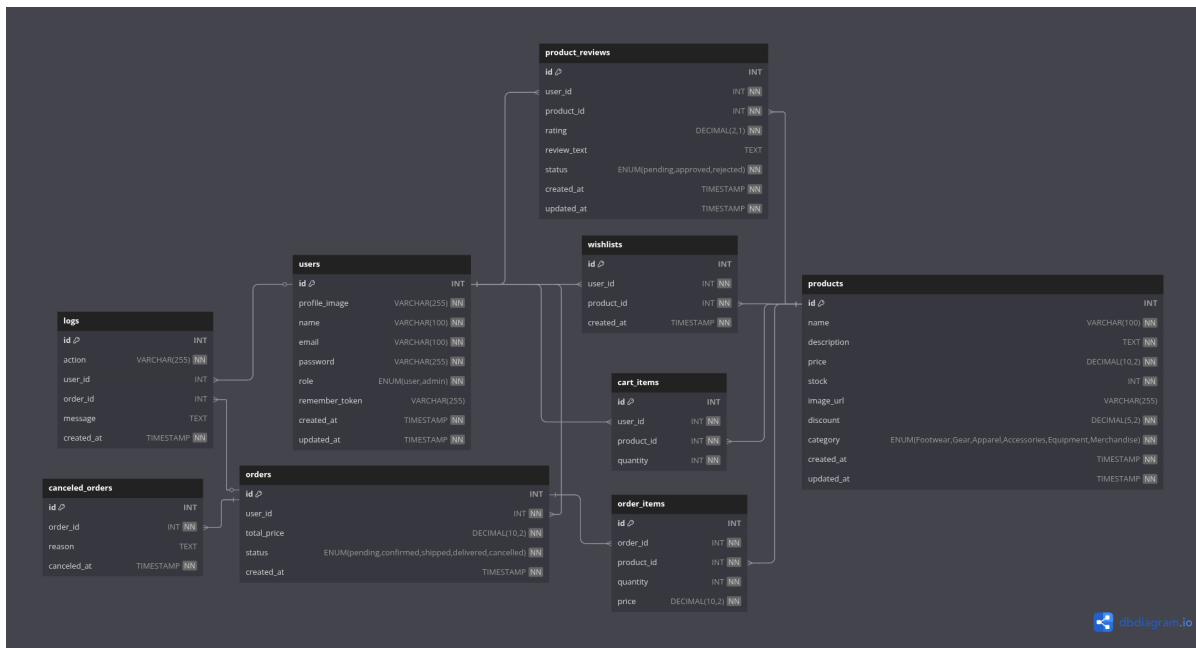 product_reviews
id INT
user_id INT NN
product_id INT NN
rating DECIMAL(2,1) NN
review_text TEXT
status ENUM(pending,approved,rejected) NN
created_at TIMESTAMP NN
updated_at TIMESTAMP NN
wishlists
id INT
user_id INT NN
product_id INT NN
created_at TIMESTAMP NN
users
id INT
profile_image VARCHAR(255) NN
name VARCHAR(100) NN
email VARCHAR(100) NN
password VARCHAR(255) NN
role ENUM(user,admin) NN
remember_token VARCHAR(255)
created_at TIMESTAMP NN
updated_at TIMESTAMP NN
products
id INT
name VARCHAR(100) NN
description TEXT NN
price DECIMAL(10,2) NN
stock INT NN
image_url VARCHAR(255)
discount DECIMAL(5,2) NN
category ENUM(Footwear,Gear,Apparel,Accessories,Equipment,Merchandise) NN
created_at TIMESTAMP NN
updated_at TIMESTAMP NN
logs
id INT
action VARCHAR(255) NN
user_id INT
order_id INT
message TEXT
created_at TIMESTAMP NN
cart_items
id INT
user_id INT NN
product_id INT NN
quantity INT NN
orders
id INT
user_id INT NN
total_price DECIMAL(10,2) NN
status ENUM(pending,confirmed,shipped,delivered,cancelled) NN
created_at TIMESTAMP NN
canceled_orders
id INT
order_id INT NN
reason TEXT
canceled_at TIMESTAMP NN
order_items
id INT
order_id INT NN
product_id INT NN
quantity INT NN
price DECIMAL(10,2) NN
dbdiagram.io